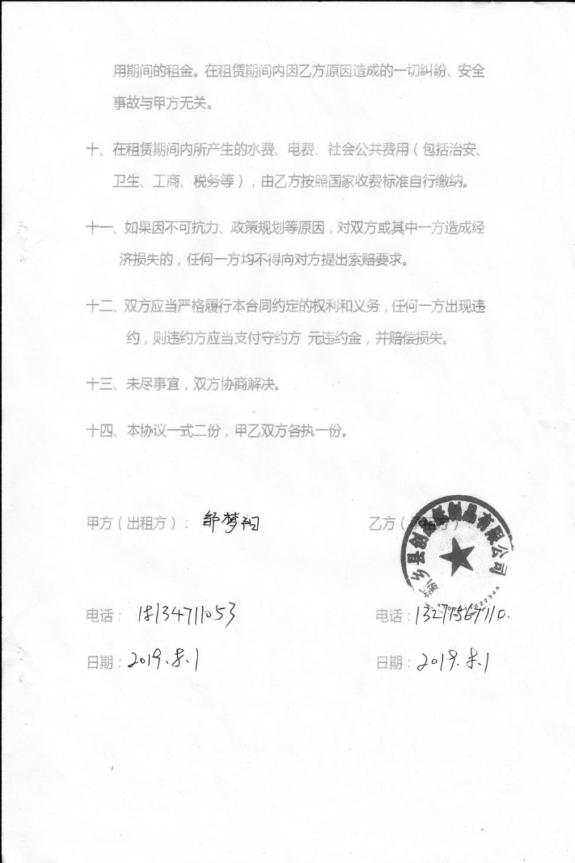 用期间的租金。在租赁期间内因乙方原因造成的一切纠纷、安全
事故与甲方无关。
十、在租赁期间内所产生的水费、电费、社会公共费用（包括治安、
卫生、工商、税务等），由乙方按照国家收费标准自行缴纳。
十一、如果因不可抗力、政策规划等原因，对双方或其中一方造成经
济损失的，任何一方均不得向对方提出索赔要求。
十二、双方应当严格履行本合同约定的权利和义务，任何一方出现违
约，则违约方应当支付守约方 元违约金，并赔偿损失。
十三、未尽事宜，双方协商解决。
十四、本协议一式二份，甲乙双方各执一份。
甲方（出租方）： 邹梦
乙方（
乡县创 制品有限公司
电话：
电话：
日期：2019.8.1
日期：2019.8.1